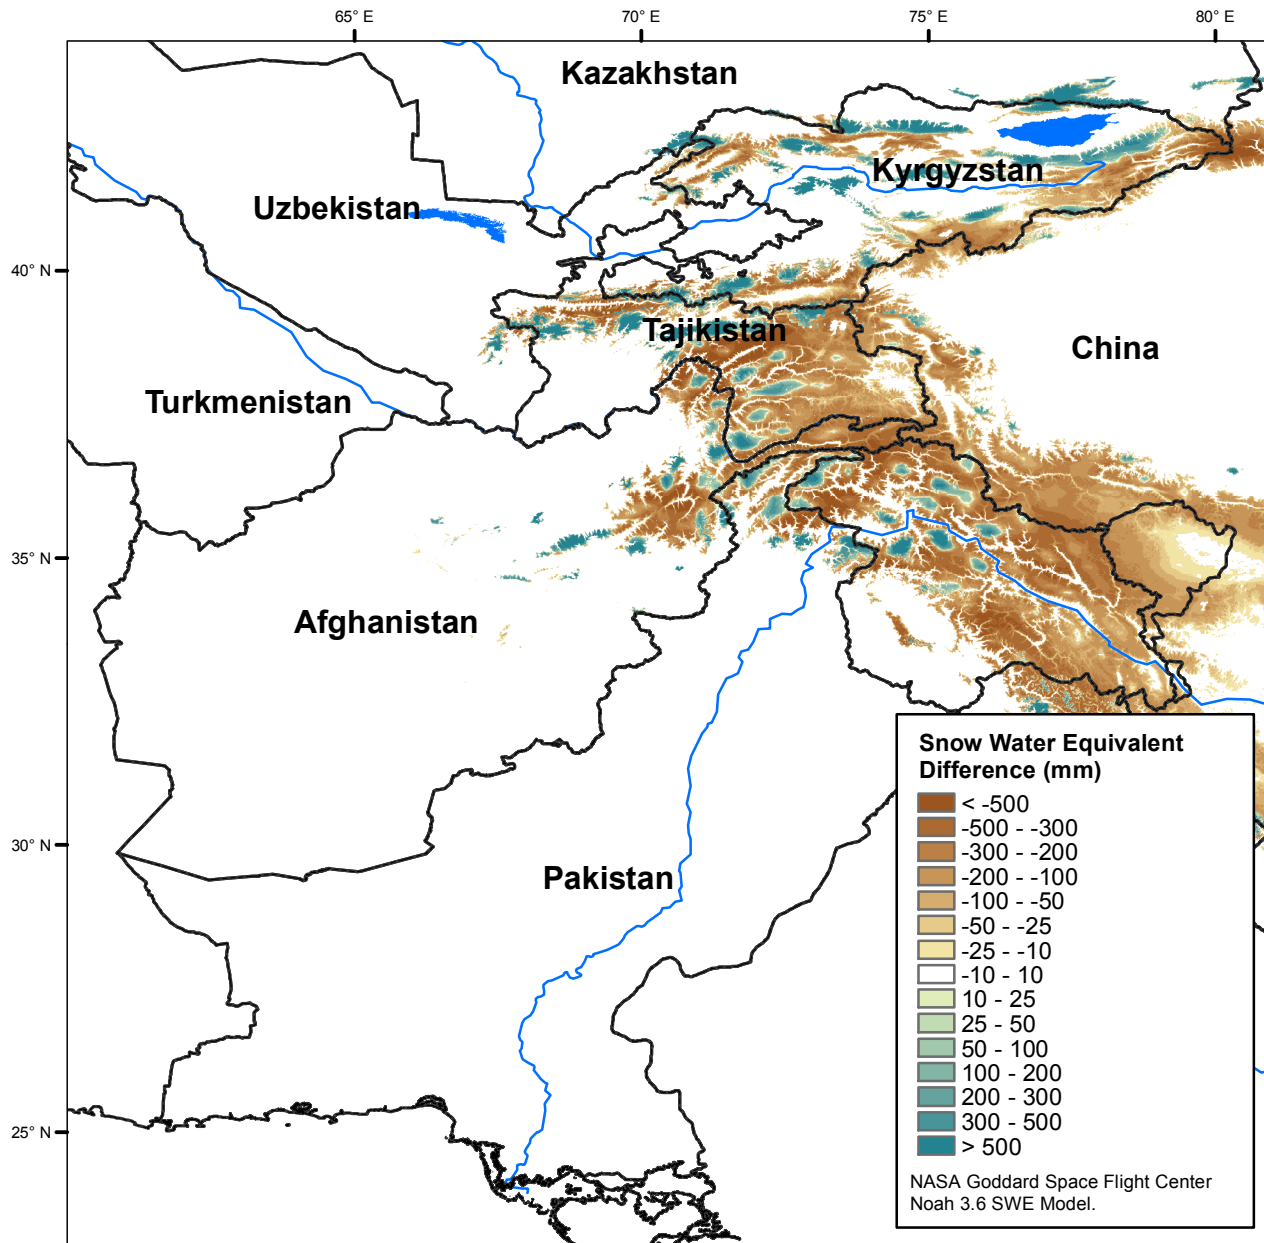 65° E
70° E
75° E
80° E
Kazakhstan
Kyrgyzstan
Uzbekistan
40° N
Tajikistan
China
Turkmenistan
35° N
Afghanistan
30° N
Pakistan
25° N
Snow Water Equivalent
Difference (mm)
< -500
-500 - -300
-300 - -200
-200 - -100
-100 - -50
-50 - -25
-25 - -10
-10 - 10
10 - 25
25 - 50
50 - 100
100 - 200
200 - 300
300 - 500
> 500
NASA Goddard Space Flight Center
Noah 3.6 SWE Model.